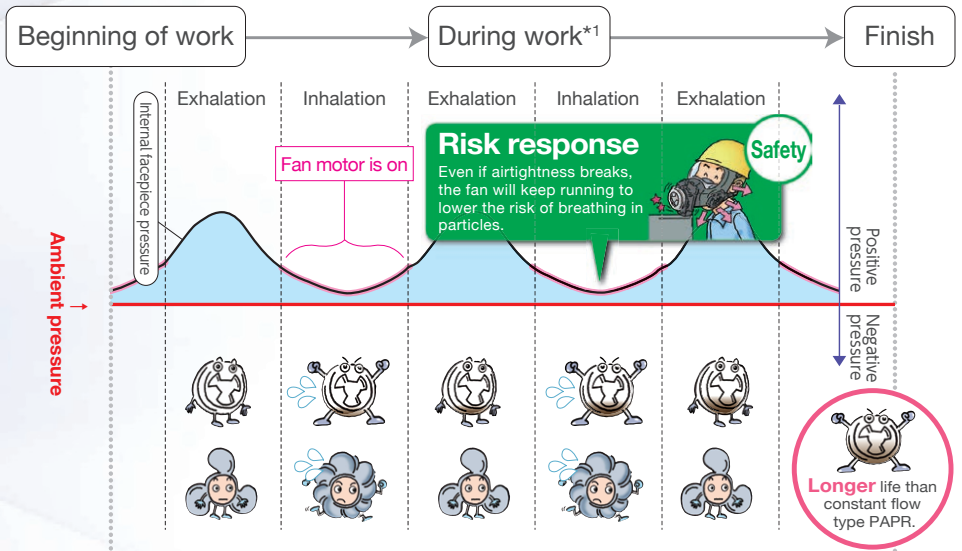 Beginning of work
During work*1
Finish
Exhalation
Inhalation
Exhalation
Inhalation
Exhalation
Internal facepiece pressure
Fan motor is on
Risk response
Even if airtightness breaks,
the fan will keep running to
lower the risk of breathing in
particles.
Safety
Ambient pressure
→
Positive
pressure
Negative
pressure
Longer life than
constant flow
type PAPR.